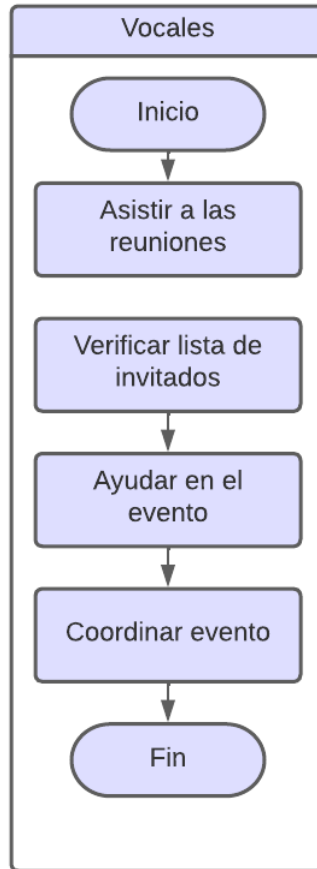 Vocales
Inicio
Asistir a las
reuniones
Verificar lista de
invitados
Ayudar en el
evento
Coordinar evento
Fin